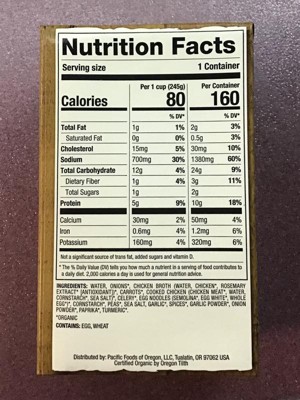 Nutrition Facts
Serving size 1 Container
Per 1 cup (245g) Per Container
Calories 80 160
% DV* % DV*
Total Fat 1g 1% 2g 3%
Saturated Fat 0g 0% 0.5g 3%
Cholesterol 15mg 5% 30mg 10%
Sodium 700mg 30% 1380mg 60%
Total Carbohydrate 12g 4% 24g 9%
Dietary Fiber 1g 4% 3g 11%
Total Sugars 1g 2g
Protein 5g 9% 10g 18%
Calcium 30mg 2% 50mg 4%
Iron 0.6mg 4% 1.2mg 6%
Potassium 160mg 4% 320mg 6%
Not a significant source of trans fat, added sugars and vitamin D.
* The % Daily Value (DV) tells you how much a nutrient in a serving of food contributes
to a daily diet. 2,000 calories a day is used for general nutrition advice.
INGREDIENTS: WATER, ONIONS*, CHICKEN BROTH (WATER, CHICKEN*, ROSEMARY
EXTRACT* (ANTIOXIDANT)), CARROTS*, COOKED CHICKEN (CHICKEN MEAT*, WATER,
CORNSTARCH*, SEA SALT)*, CELERY*, EGG NOODLES (SEMOLINA*, EGG WHITE*, WHOLE
EGG*)*, CORNSTARCH*, PEAS*, SEA SALT, GARLIC*, SPICES*, GARLIC POWDER*, ONION
POWDER*, PAPRIKA*, TURMERIC*.
*ORGANIC
CONTAINS: EGG, WHEAT
Distributed by: Pacific Foods of Oregon, LLC, Tualatin, OR 97062 USA
Certified Organic by Oregon Tilth